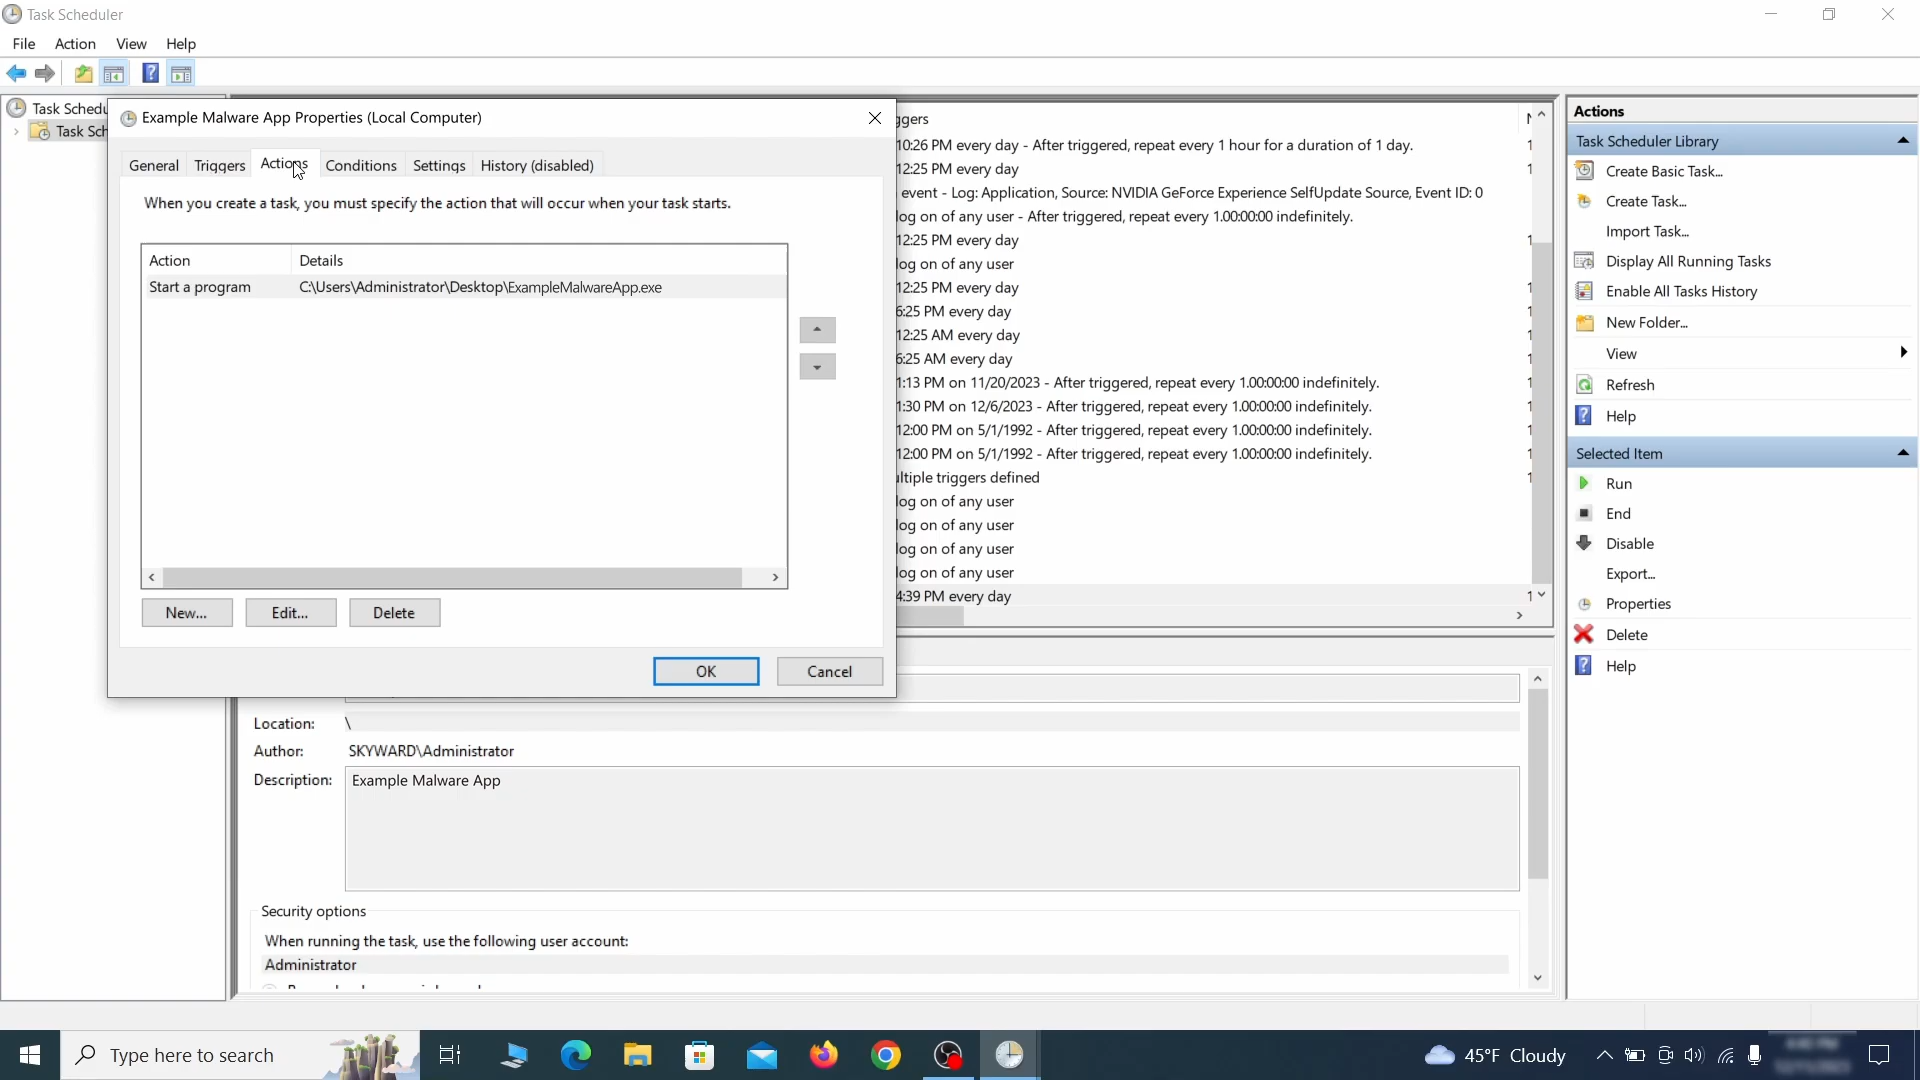 Task Scheduler
File Action View Help
Task Schedu
Task Sch
Example Malware App Properties (Local Computer)
General Triggers Actions Conditions Settings History (disabled)
When you create a task, you must specify the action that will occur when your task starts.
Action Details
Start a program C:\Users\Administrator\Desktop\ExampleMalwareApp.exe
New... Edit... Delete
OK Cancel
ggers
10:26 PM every day - After triggered, repeat every 1 hour for a duration of 1 day.
12:25 PM every day
event - Log: Application, Source: NVIDIA GeForce Experience SelfUpdate Source, Event ID: 0
log on of any user - After triggered, repeat every 1.00:00:00 indefinitely.
12:25 PM every day
log on of any user
12:25 PM every day
6:25 PM every day
12:25 AM every day
6:25 AM every day
1:13 PM on 11/20/2023 - After triggered, repeat every 1.00:00:00 indefinitely.
1:30 PM on 12/6/2023 - After triggered, repeat every 1.00:00:00 indefinitely.
12:00 PM on 5/1/1992 - After triggered, repeat every 1.00:00:00 indefinitely.
12:00 PM on 5/1/1992 - After triggered, repeat every 1.00:00:00 indefinitely.
ultiple triggers defined
log on of any user
log on of any user
log on of any user
log on of any user
4:39 PM every day
Location: \
Author: SKYWARD\Administrator
Description: Example Malware App
Security options
When running the task, use the following user account:
Administrator
Actions
Task Scheduler Library
Create Basic Task...
Create Task...
Import Task...
Display All Running Tasks
Enable All Tasks History
New Folder...
View
Refresh
Help
Selected Item
Run
End
Disable
Export...
Properties
Delete
Help
Type here to search
45°F Cloudy